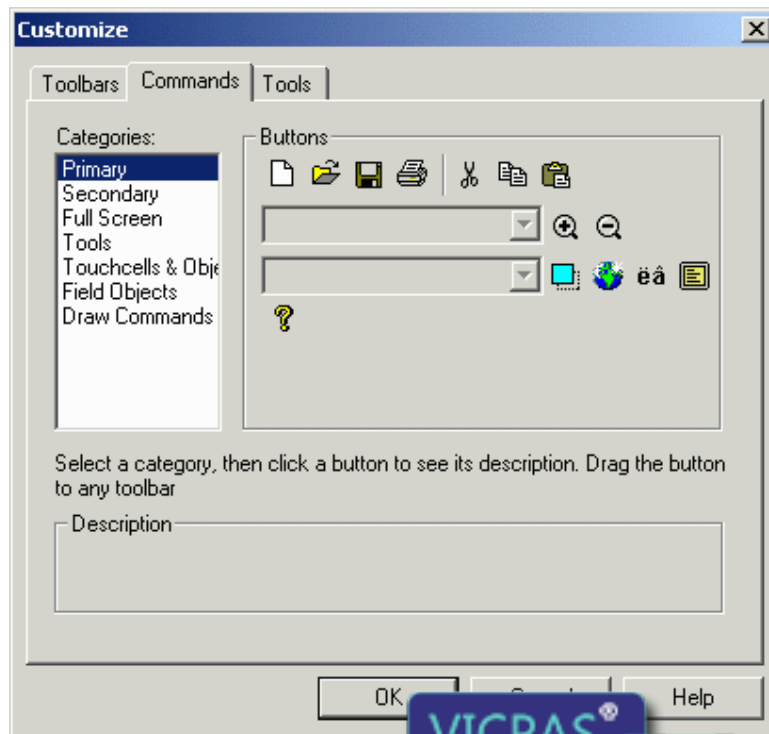 Customize
Toolbars
Commands
Tools
Categories:
Primary
Secondary
Full Screen
Tools
Touchcells & Obje
Field Objects
Draw Commands
Buttons
ëâ
Select a category, then click a button to see its description. Drag the button
to any toolbar
Description
OK
Help
VICPAS®